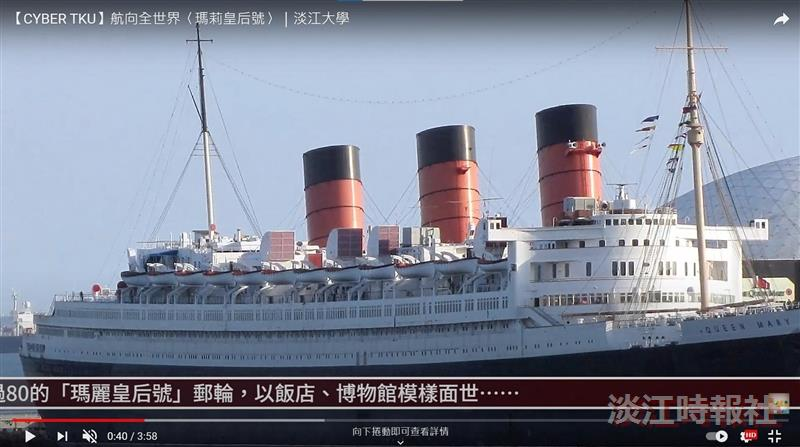 【CYBER TKU】航向全世界〈瑪莉皇后號〉｜淡江大學
QUEEN MARY
過80的「瑪麗皇后號」郵輪，以飯店、博物館模樣面世……
淡江時報社
0:40 / 3:58
向下捲動即可查看詳情
HD